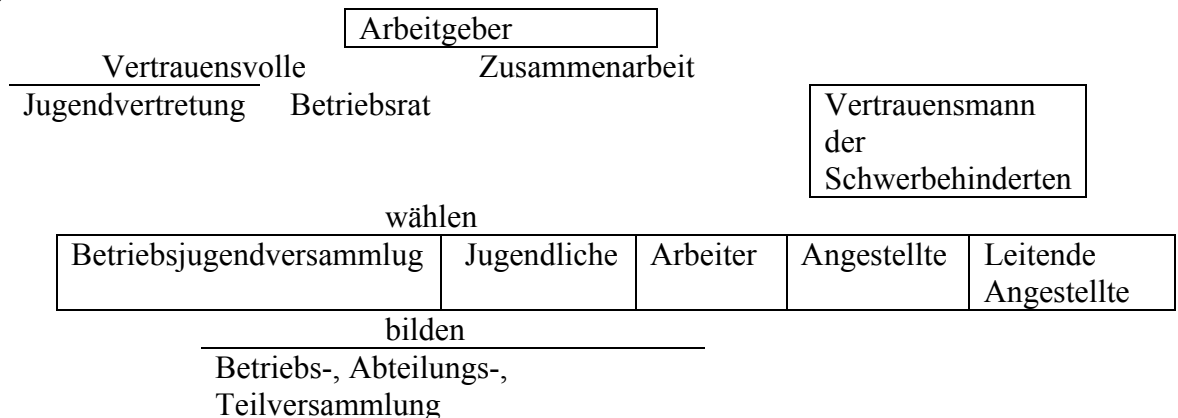 Arbeitgeber
Vertrauensvolle Zusammenarbeit
Jugendvertretung Betriebsrat Vertrauensmann
der
Schwerbehinderten
wählen
Betriebsjugendversammlug Jugendliche Arbeiter Angestellte Leitende
Angestellte
bilden
Betriebs-, Abteilungs-,
Teilversammlung